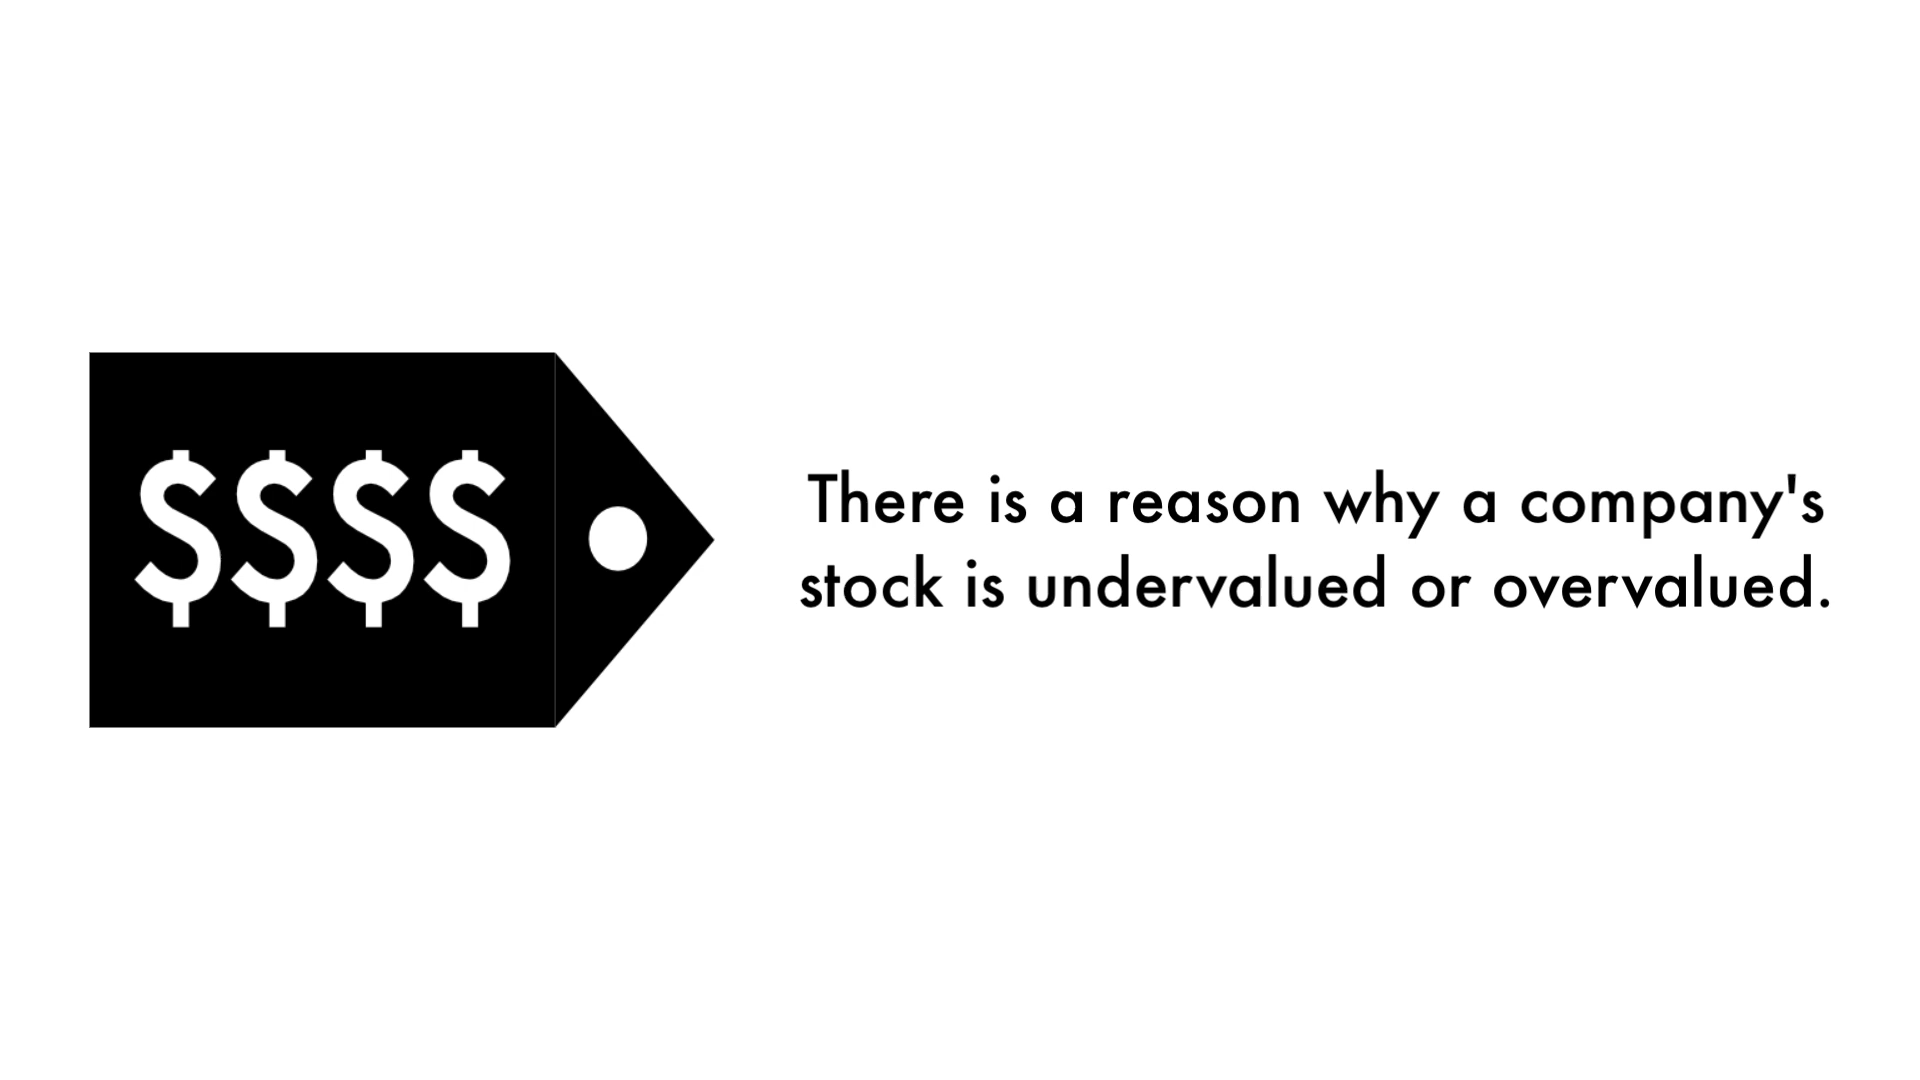 $$$$
There is a reason why a company's
stock is undervalued or overvalued.